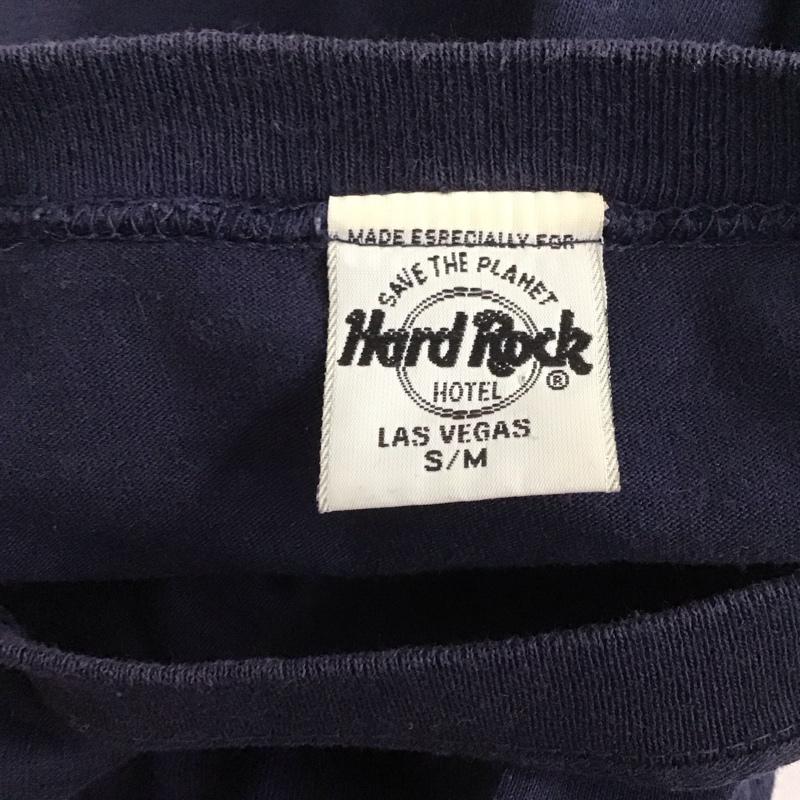 MADE ESPECIALLY FOR
SAVE THE PLANET
Hard Rock
®
HOTEL
LAS VEGAS
S/M